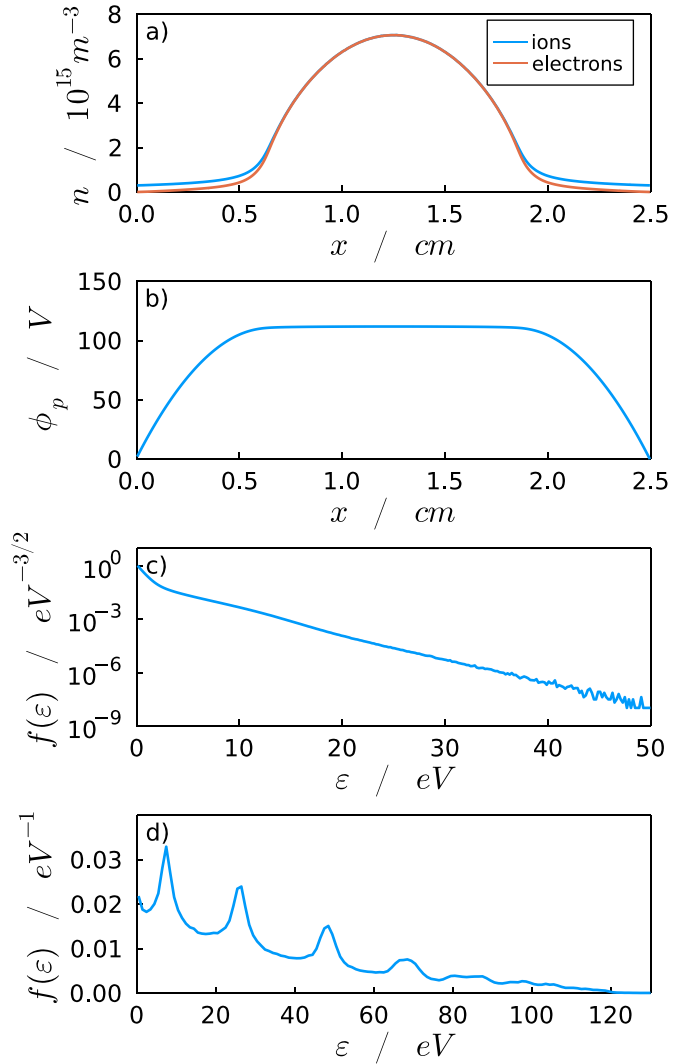 a)
ions
electrons
n / 10^15 m^−3
8
6
4
2
0
0.0 0.5 1.0 1.5 2.0 2.5
x / cm
b)
ϕ_p / V
150
100
50
0
0.0 0.5 1.0 1.5 2.0 2.5
x / cm
c)
f(ε) / eV^−3/2
10^0
10^−3
10^−6
10^−9
0 10 20 30 40 50
ε / eV
d)
f(ε) / eV^−1
0.03
0.02
0.01
0.00
0 20 40 60 80 100 120
ε / eV